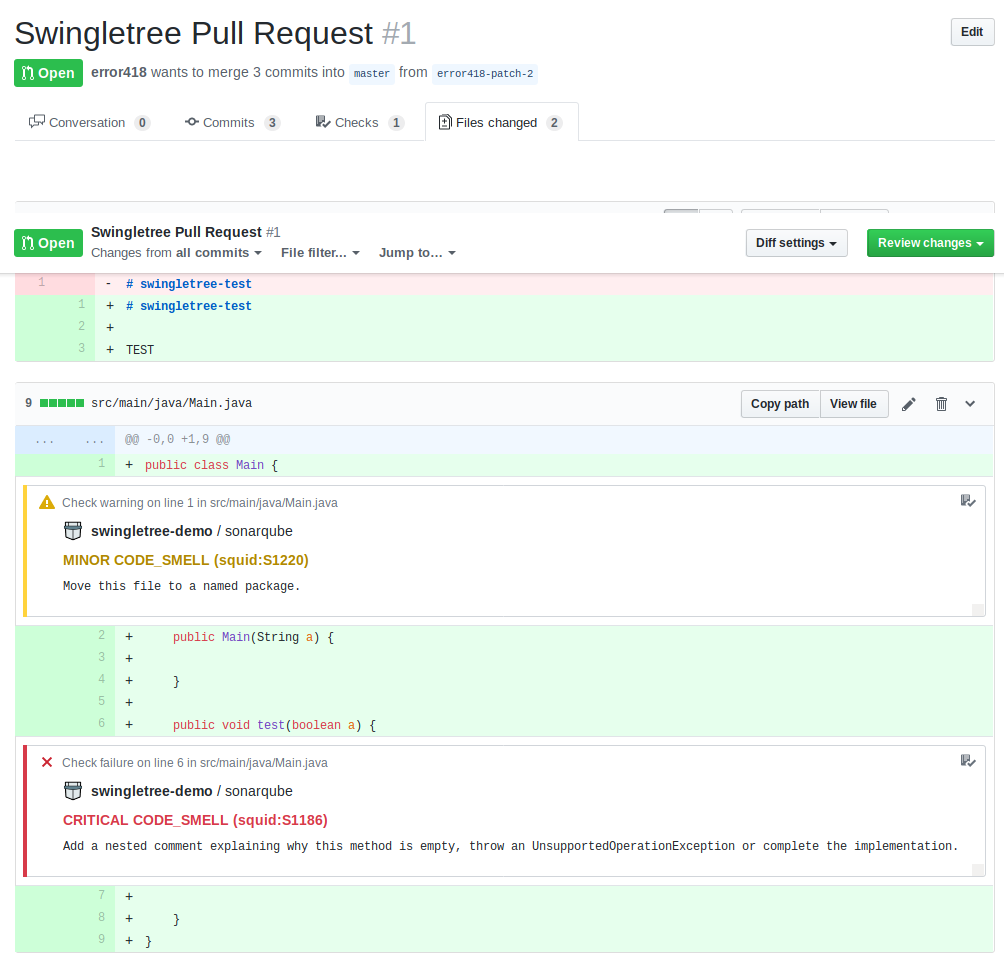 Swingletree Pull Request #1
Edit
Open error418 wants to merge 3 commits into master from error418-patch-2
Conversation 0 Commits 3 Checks 1 Files changed 2
Open Swingletree Pull Request #1
Changes from all commits File filter... Jump to... Diff settings Review changes
1 - # swingletree-test
1 + # swingletree-test
2 +
3 + TEST
9 src/main/java/Main.java Copy path View file
... ... @@ -0,0 +1,9 @@
1 + public class Main {
Check warning on line 1 in src/main/java/Main.java
swingletree-demo / sonarqube
MINOR CODE_SMELL (squid:S1220)
Move this file to a named package.
2 + public Main(String a) {
3 +
4 + }
5 +
6 + public void test(boolean a) {
Check failure on line 6 in src/main/java/Main.java
swingletree-demo / sonarqube
CRITICAL CODE_SMELL (squid:S1186)
Add a nested comment explaining why this method is empty, throw an UnsupportedOperationException or complete the implementation.
7 +
8 + }
9 + }